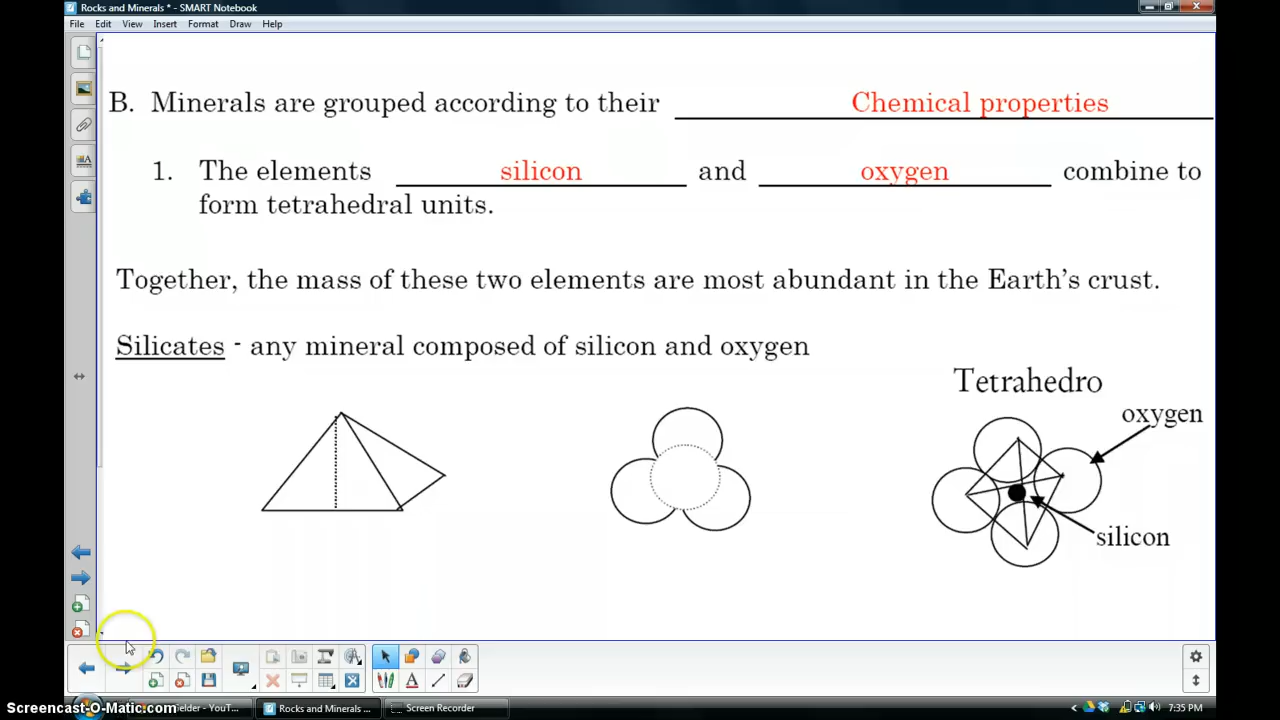 Rocks and Minerals * - SMART Notebook
File Edit View Insert Format Draw Help
B. Minerals are grouped according to their Chemical properties
1. The elements silicon and oxygen combine to
form tetrahedral units.
Together, the mass of these two elements are most abundant in the Earth's crust.
Silicates - any mineral composed of silicon and oxygen
Tetrahedro
oxygen
silicon
Screencast-O-Matic.com
elder - YouT...
Rocks and Minerals ...
Screen Recorder
7:35 PM